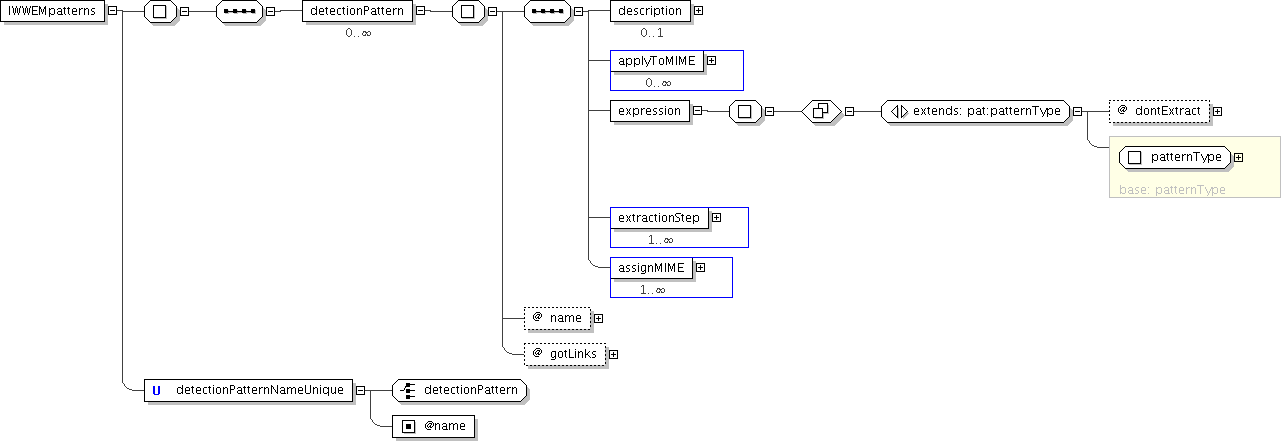 IWWEMpatterns
detectionPattern
0..∞
description
0..1
applyToMIME
0..∞
expression
extends: pat:patternType
@ dontExtract
patternType
base: patternType
extractionStep
1..∞
assignMIME
1..∞
@ name
@ gotLinks
U detectionPatternNameUnique
detectionPattern
@name